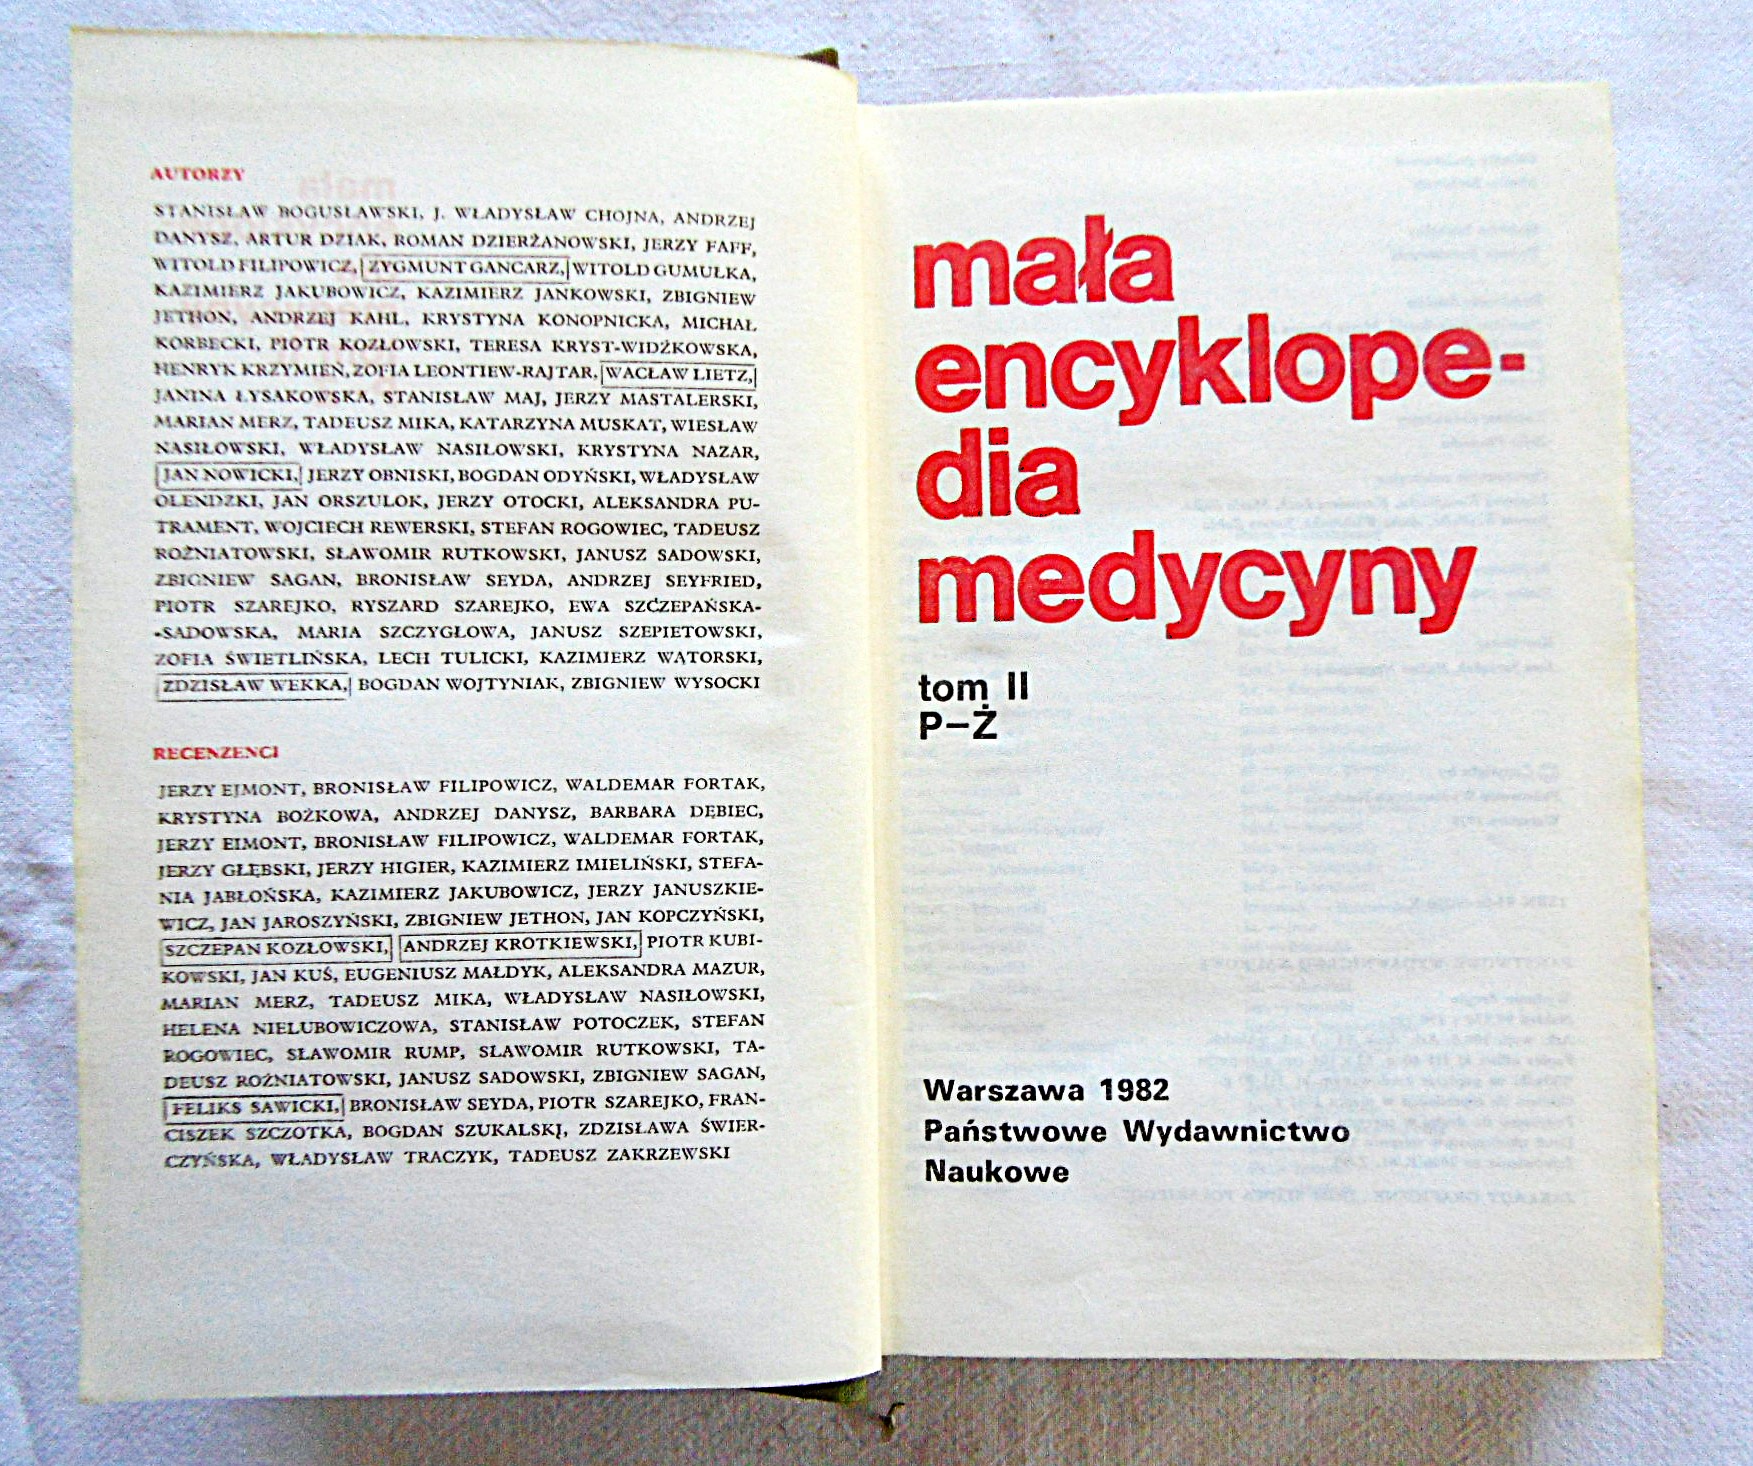 AUTORZY
STANISŁAW BOGUSŁAWSKI, J. WŁADYSŁAW CHOJNA, ANDRZEJ
DANYSZ, ARTUR DZIAK, ROMAN DZIERŻANOWSKI, JERZY FAFF,
WITOLD FILIPOWICZ, ZYGMUNT GANCARZ, WITOLD GUMUŁKA,
KAZIMIERZ JAKUBOWICZ, KAZIMIERZ JANKOWSKI, ZBIGNIEW
JETHON, ANDRZEJ KAHL, KRYSTYNA KONOPNICKA, MICHAŁ
KORBECKI, PIOTR KOZŁOWSKI, TERESA KRYST-WIDŹKOWSKA,
HENRYK KRZYMIEŃ, ZOFIA LEONTIEW-RAJTAR, WACŁAW LIETZ,
JANINA ŁYSAKOWSKA, STANISŁAW MAJ, JERZY MASTALERSKI,
MARIAN MERZ, TADEUSZ MIKA, KATARZYNA MUSKAT, WIESŁAW
NASIŁOWSKI, WŁADYSŁAW NASIŁOWSKI, KRYSTYNA NAZAR,
JAN NOWICKI, JERZY OBNISKI, BOGDAN ODYŃSKI, WŁADYSŁAW
OLENDZKI, JAN ORSZULOK, JERZY OTOCKI, ALEKSANDRA PU-
TRAMENT, WOJCIECH REWERSKI, STEFAN ROGOWIEC, TADEUSZ
ROŻNIATOWSKI, SŁAWOMIR RUTKOWSKI, JANUSZ SADOWSKI,
ZBIGNIEW SAGAN, BRONISŁAW SEYDA, ANDRZEJ SEYFRIED,
PIOTR SZAREJKO, RYSZARD SZAREJKO, EWA SZCZEPAŃSKA-
-SADOWSKA, MARIA SZCZYGŁOWA, JANUSZ SZEPIETOWSKI,
ZOFIA ŚWIETLIŃSKA, LECH TULICKI, KAZIMIERZ WĄTORSKI,
ZDZISŁAW WEKKA, BOGDAN WOJTYNIAK, ZBIGNIEW WYSOCKI
RECENZENCI
JERZY EJMONT, BRONISŁAW FILIPOWICZ, WALDEMAR FORTAK,
KRYSTYNA BOŻKOWA, ANDRZEJ DANYSZ, BARBARA DĘBIEC,
JERZY EIMONT, BRONISŁAW FILIPOWICZ, WALDEMAR FORTAK,
JERZY GŁĘBSKI, JERZY HIGIER, KAZIMIERZ IMIELIŃSKI, STEFA-
NIA JABŁOŃSKA, KAZIMIERZ JAKUBOWICZ, JERZY JANUSZKIE-
WICZ, JAN JAROSZYŃSKI, ZBIGNIEW JETHON, JAN KOPCZYŃSKI,
SZCZEPAN KOZŁOWSKI, ANDRZEJ KROTKIEWSKI, PIOTR KUBI-
KOWSKI, JAN KUŚ, EUGENIUSZ MAŁDYK, ALEKSANDRA MAZUR,
MARIAN MERZ, TADEUSZ MIKA, WŁADYSŁAW NASIŁOWSKI,
HELENA NIELUBOWICZOWA, STANISŁAW POTOCZEK, STEFAN
ROGOWIEC, SŁAWOMIR RUMP, SŁAWOMIR RUTKOWSKI, TA-
DEUSZ ROŻNIATOWSKI, JANUSZ SADOWSKI, ZBIGNIEW SAGAN,
FELIKS SAWICKI, BRONISŁAW SEYDA, PIOTR SZAREJKO, FRAN-
CISZEK SZCZOTKA, BOGDAN SZUKALSKI, ZDZISŁAWA ŚWIER-
CZYŃSKA, WŁADYSŁAW TRACZYK, TADEUSZ ZAKRZEWSKI
mała
encyklope-
dia
medycyny
tom II
P–Ż
Warszawa 1982
Państwowe Wydawnictwo
Naukowe